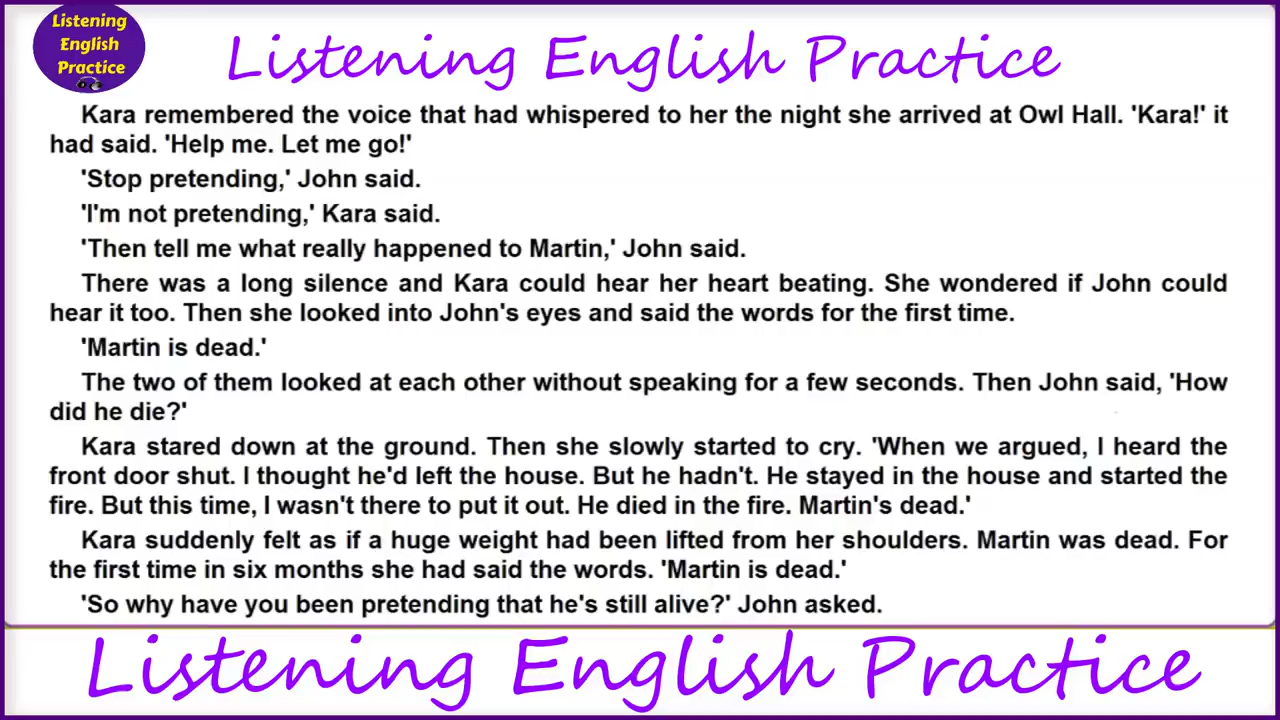 Listening
English
Practice
Listening English Practice
Kara remembered the voice that had whispered to her the night she arrived at Owl Hall. 'Kara!' it
had said. 'Help me. Let me go!'
'Stop pretending,' John said.
'I'm not pretending,' Kara said.
'Then tell me what really happened to Martin,' John said.
There was a long silence and Kara could hear her heart beating. She wondered if John could
hear it too. Then she looked into John's eyes and said the words for the first time.
'Martin is dead.'
The two of them looked at each other without speaking for a few seconds. Then John said, 'How
did he die?'
Kara stared down at the ground. Then she slowly started to cry. 'When we argued, I heard the
front door shut. I thought he'd left the house. But he hadn't. He stayed in the house and started the
fire. But this time, I wasn't there to put it out. He died in the fire. Martin's dead.'
Kara suddenly felt as if a huge weight had been lifted from her shoulders. Martin was dead. For
the first time in six months she had said the words. 'Martin is dead.'
'So why have you been pretending that he's still alive?' John asked.
Listening English Practice